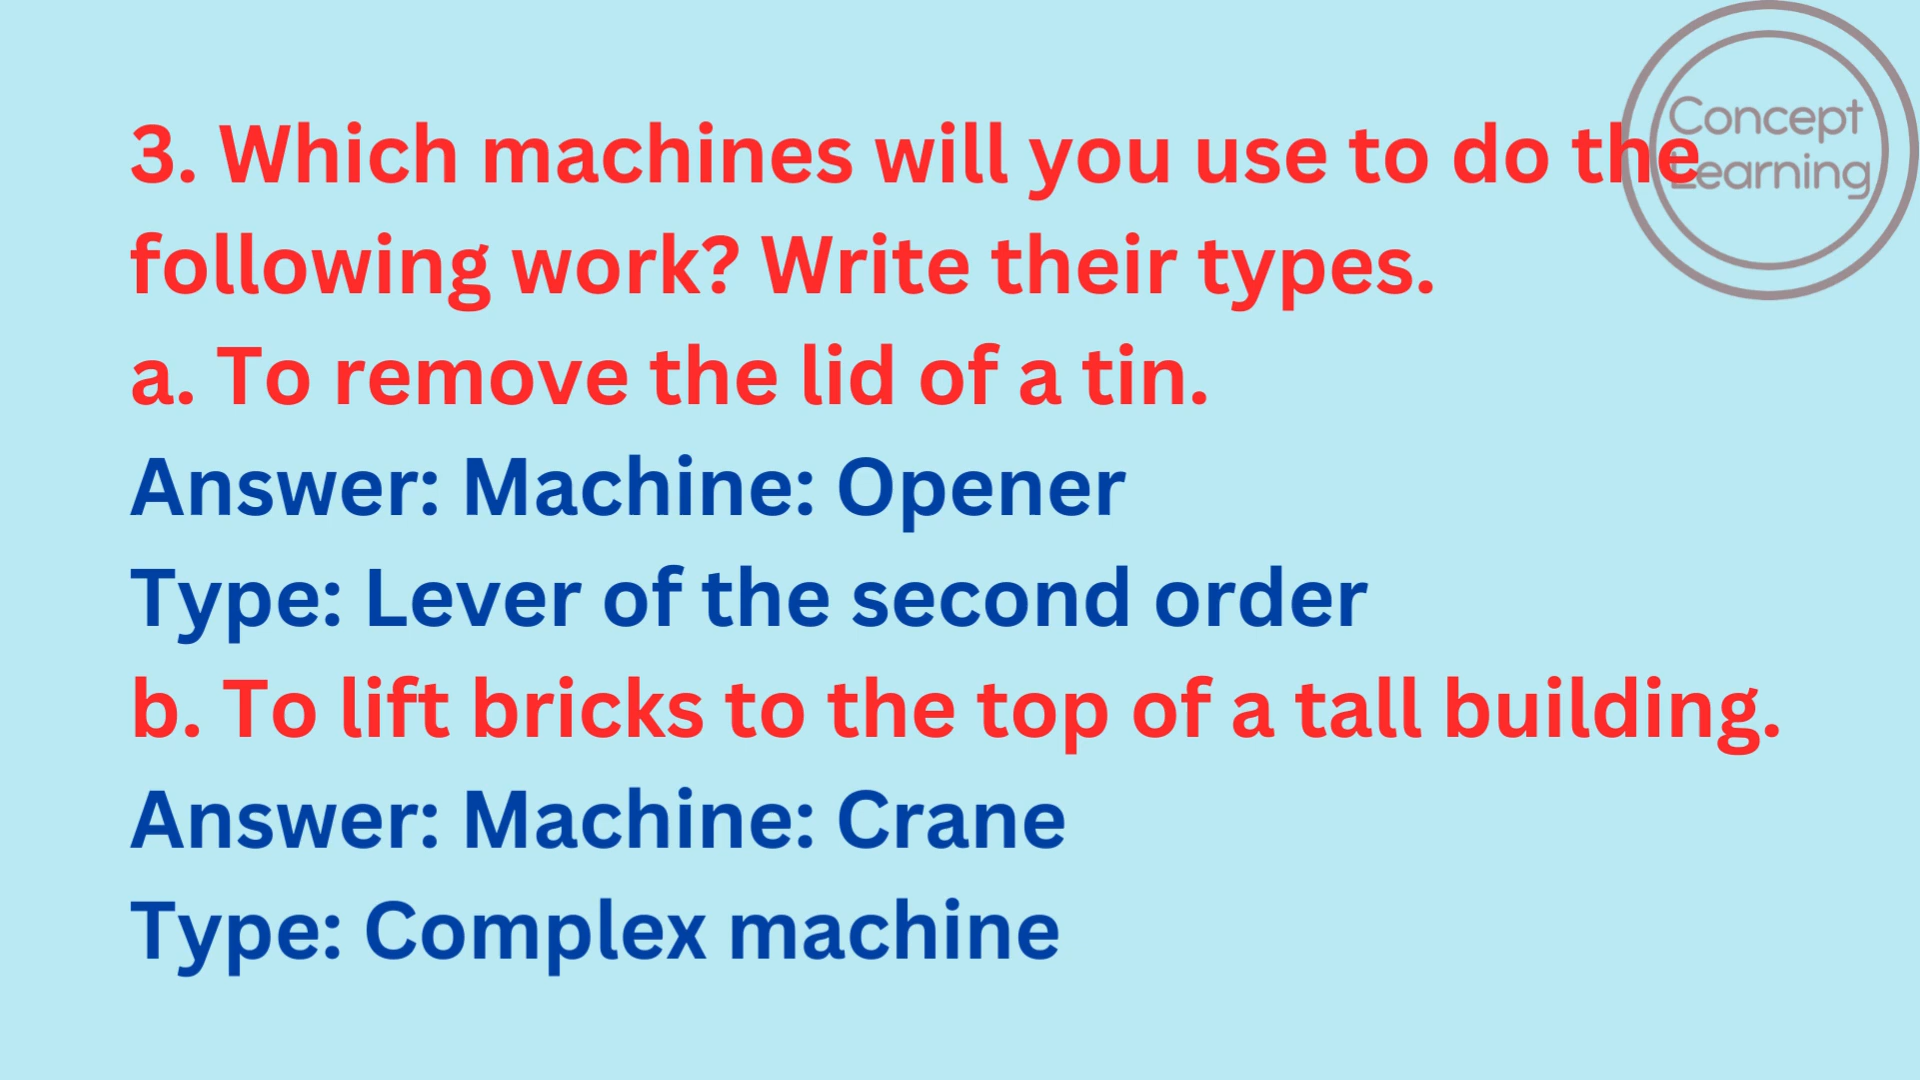 3. Which machines will you use to do the
following work? Write their types.
a. To remove the lid of a tin.
Answer: Machine: Opener
Type: Lever of the second order
b. To lift bricks to the top of a tall building.
Answer: Machine: Crane
Type: Complex machine
Concept
Learning